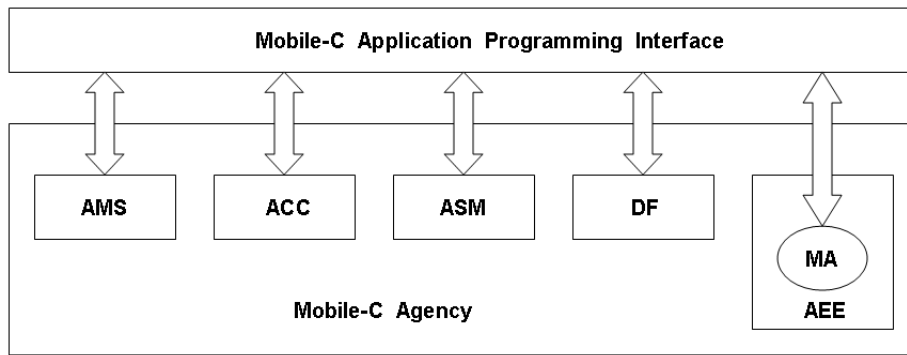 Mobile-C Application Programming Interface
AMS
ACC
ASM
DF
MA
AEE
Mobile-C Agency